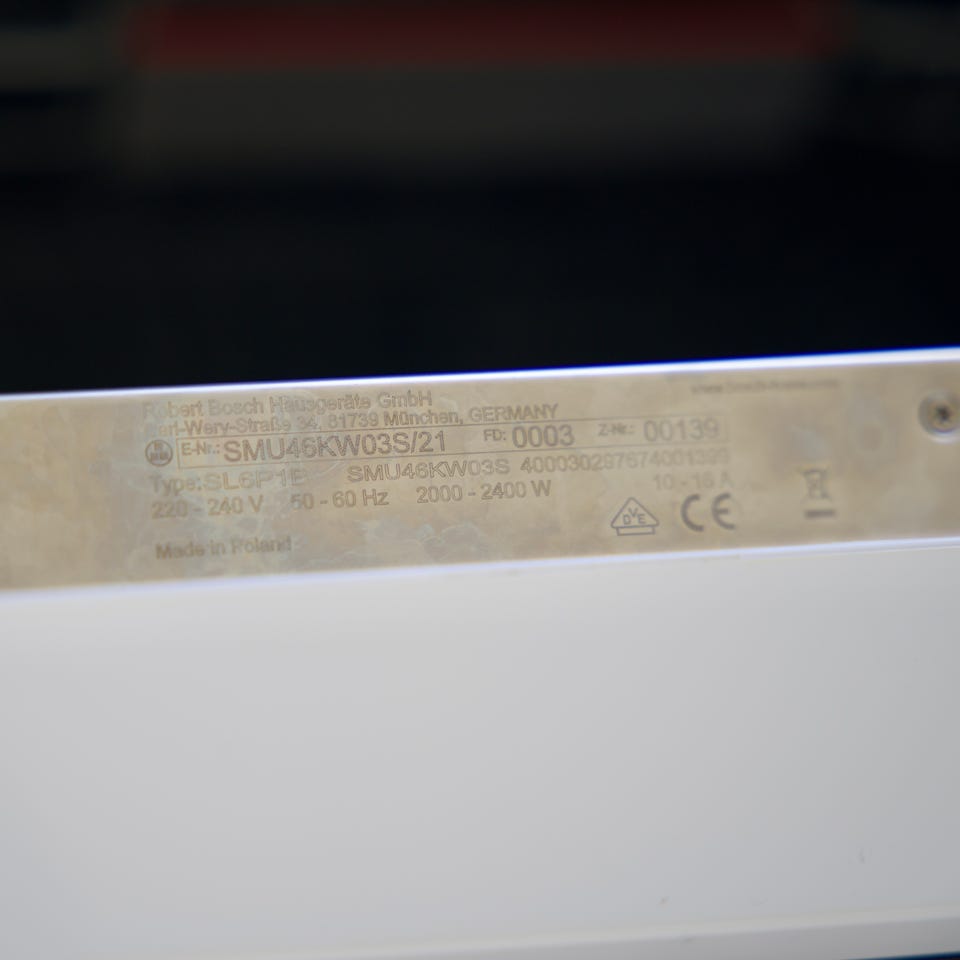 Robert Bosch Hausgeräte GmbH
Carl-Wery-Straße 34, 81739 München, GERMANY
E-Nr.: SMU46KW03S/21 FD: 0003 Z-Nr.: 00139
Type: SL6P1B SMU46KW03S
220 - 240 V 50 - 60 Hz 2000 - 2400 W 10 - 16 A
DVE CE
Made in Poland